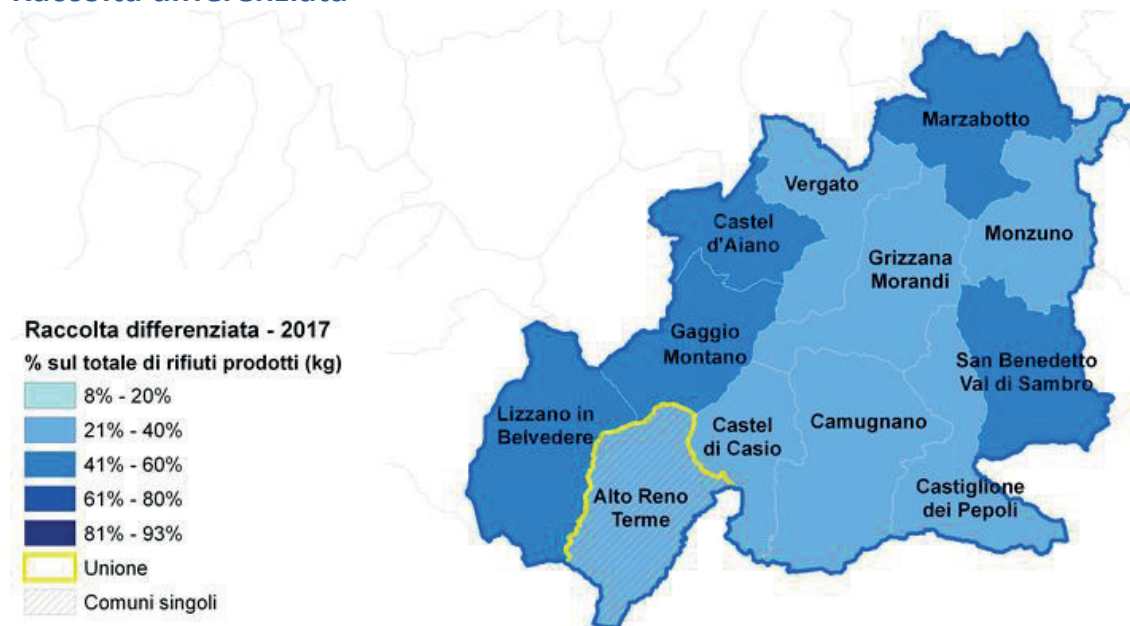 Raccolta differenziata
Marzabotto
Vergato
Castel
d'Aiano
Monzuno
Grizzana
Morandi
Gaggio
Montano
San Benedetto
Val di Sambro
Lizzano in
Belvedere
Castel
di Casio
Camugnano
Alto Reno
Terme
Castiglione
dei Pepoli
Raccolta differenziata - 2017
% sul totale di rifiuti prodotti (kg)
8% - 20%
21% - 40%
41% - 60%
61% - 80%
81% - 93%
Unione
Comuni singoli